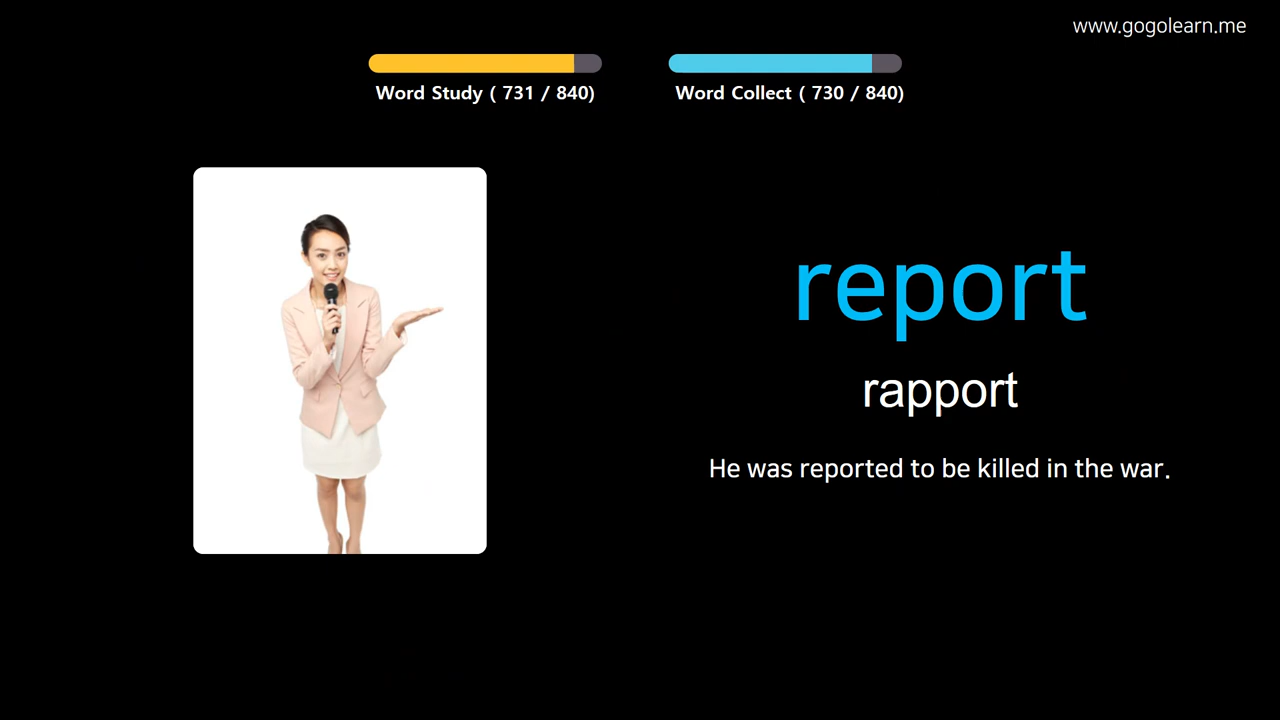 www.gogolearn.me
Word Study ( 731 / 840)
Word Collect ( 730 / 840)
report
rapport
He was reported to be killed in the war.